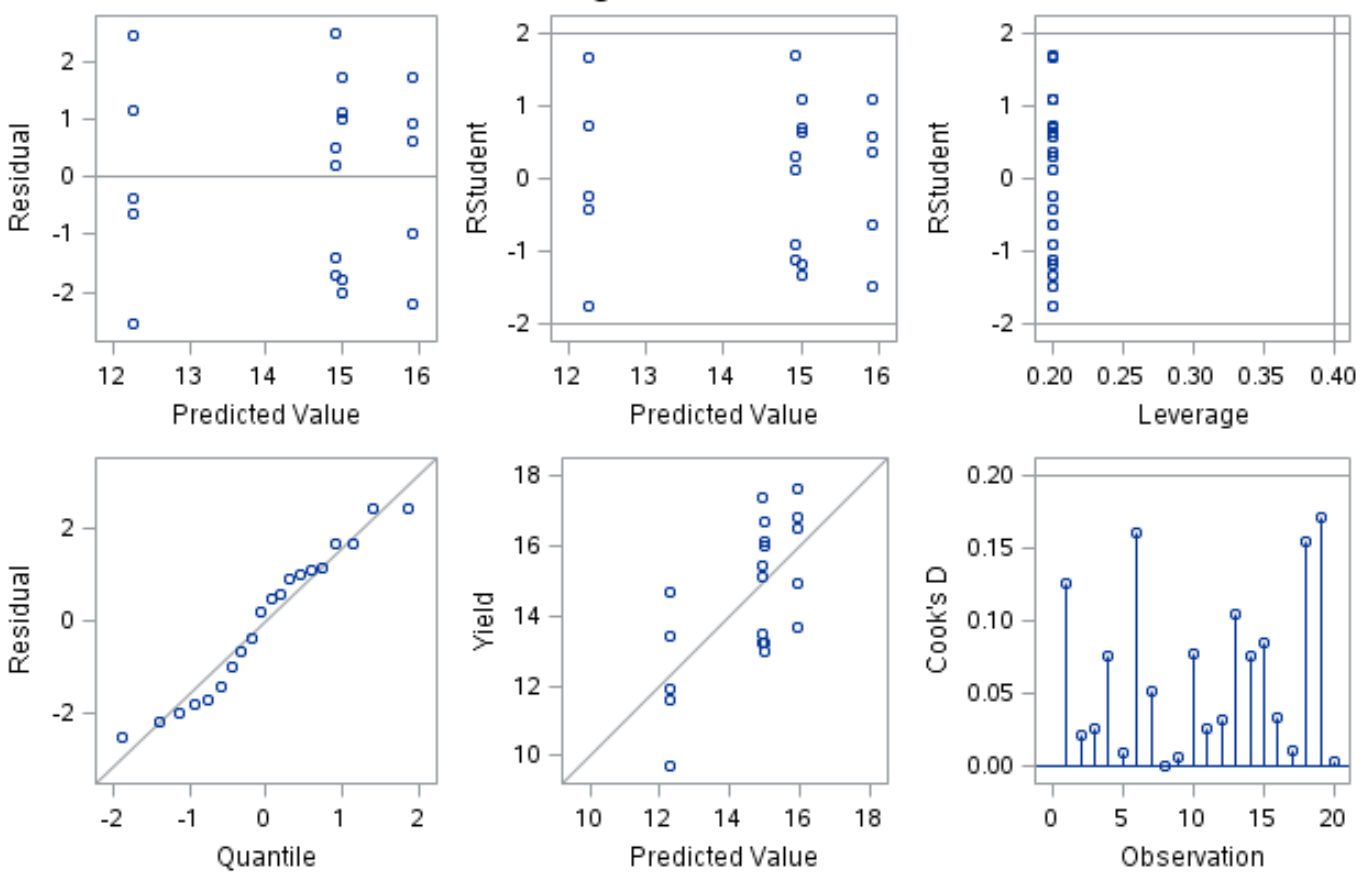 2
1
0
-1
-2
Residual
12 13 14 15 16
Predicted Value
2
1
0
-1
-2
RStudent
12 13 14 15 16
Predicted Value
2
1
0
-1
-2
RStudent
0.20 0.25 0.30 0.35 0.40
Leverage
2
0
-2
Residual
-2 -1 0 1 2
Quantile
18
16
14
12
10
Yield
10 12 14 16 18
Predicted Value
0.20
0.15
0.10
0.05
0.00
Cook's D
0 5 10 15 20
Observation